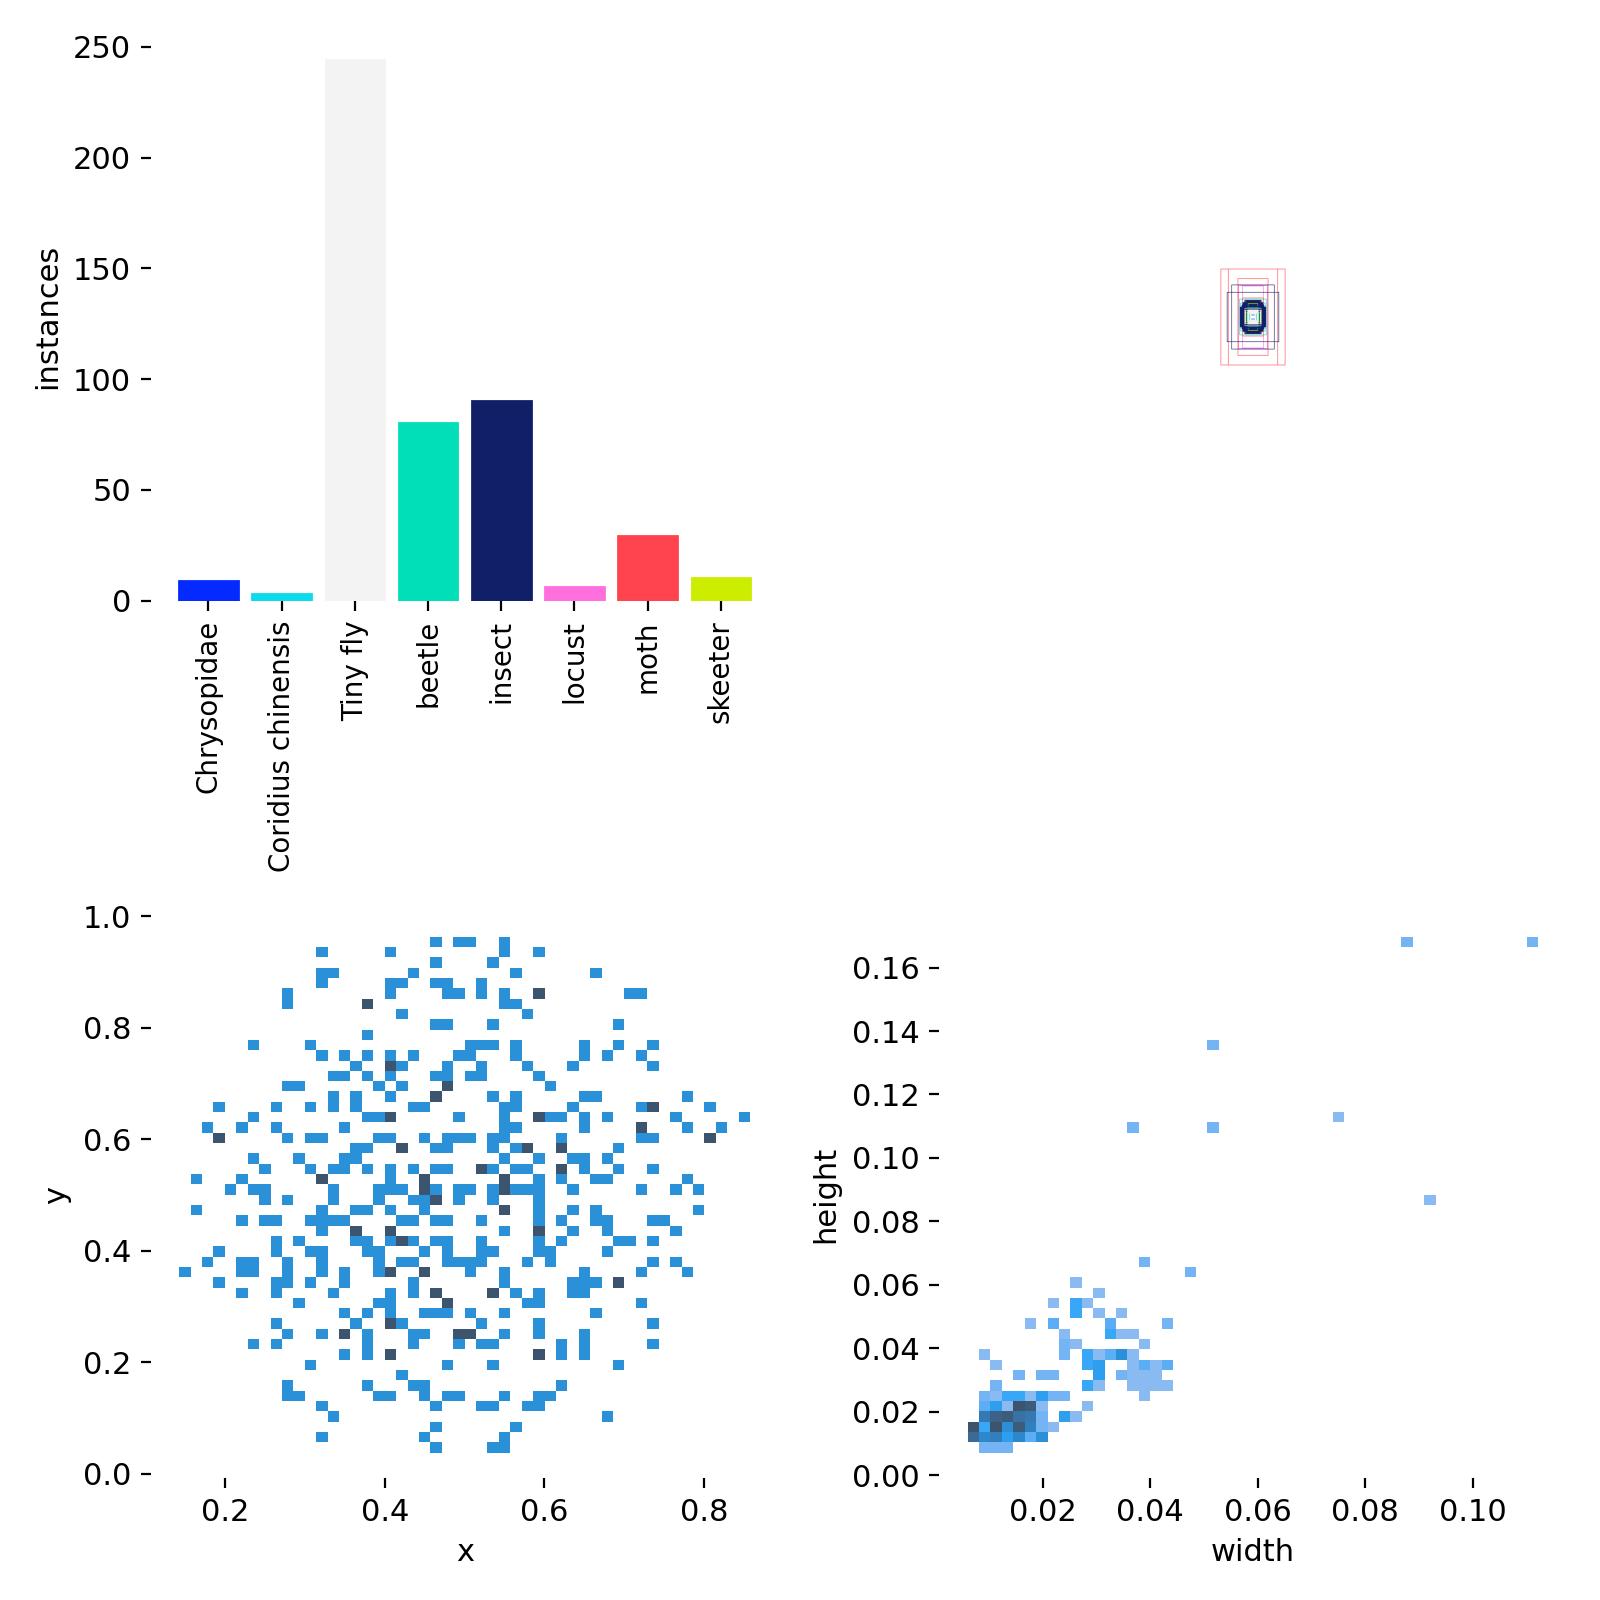 250
200
150
100
50
0
instances
Chrysopidae
Coridius chinensis
Tiny fly
beetle
insect
locust
moth
skeeter
1.0
0.8
0.6
0.4
0.2
0.0
y
0.2 0.4 0.6 0.8
x
0.16
0.14
0.12
0.10
0.08
0.06
0.04
0.02
0.00
height
0.02 0.04 0.06 0.08 0.10
width